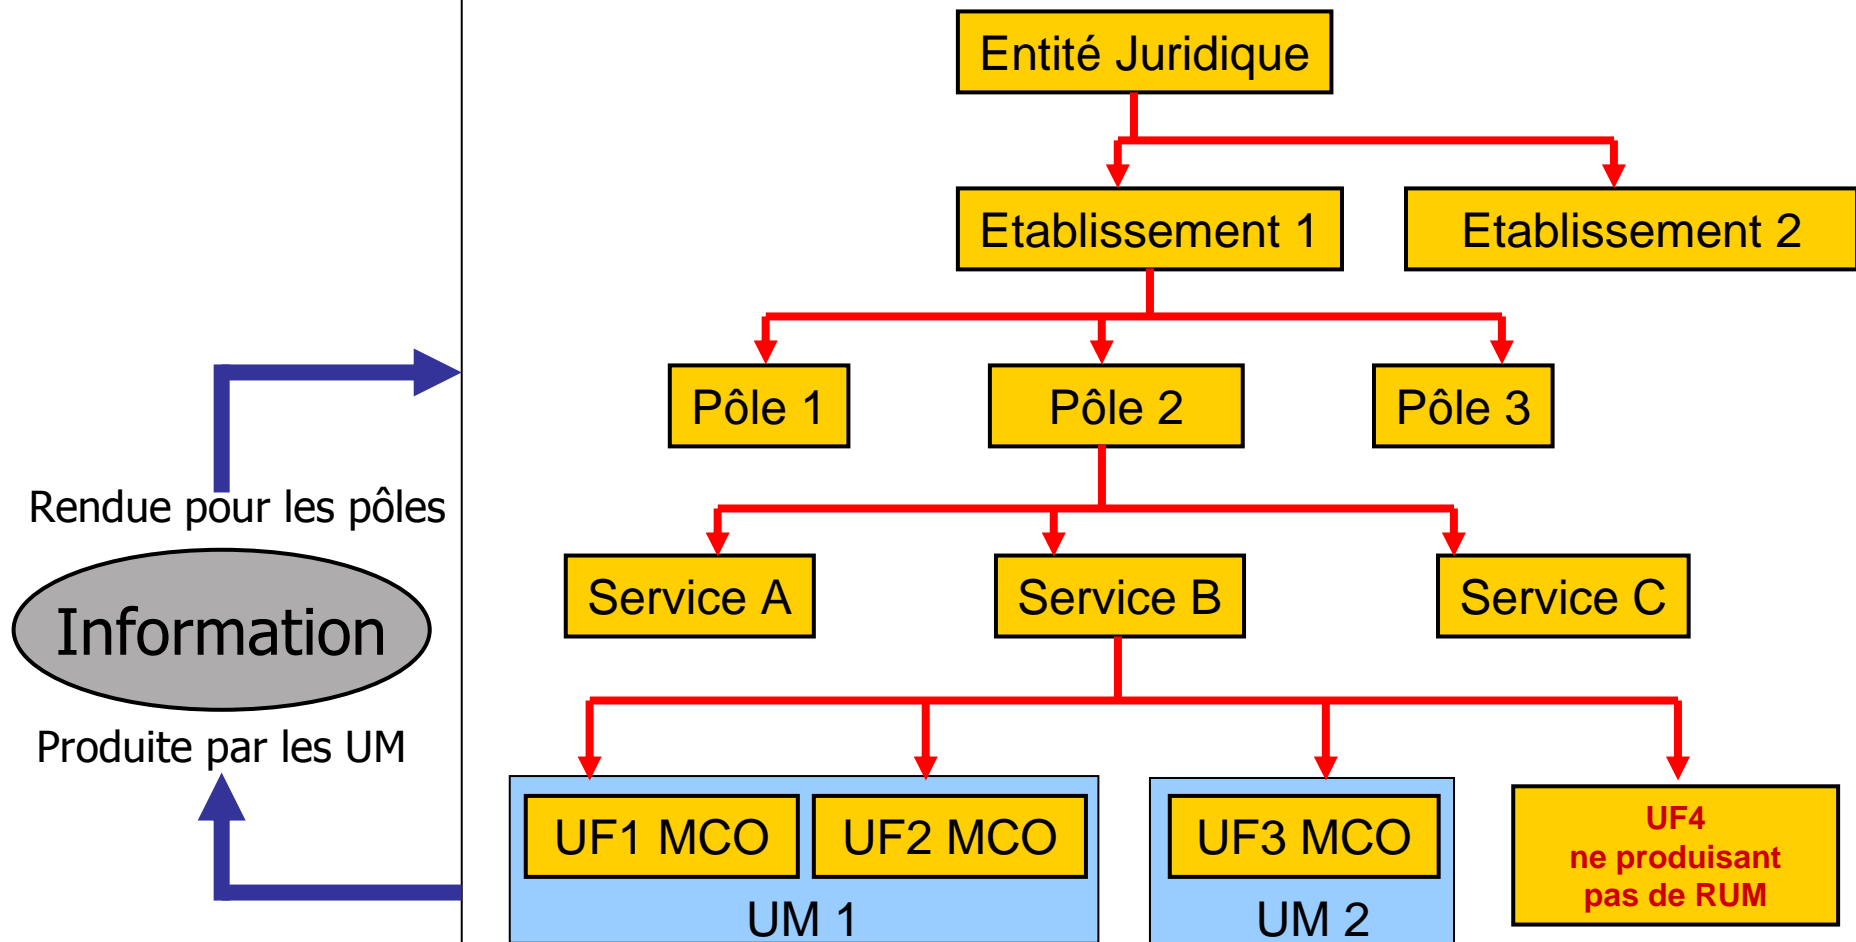 Entité Juridique
Etablissement 1
Etablissement 2
Pôle 1
Pôle 2
Pôle 3
Rendue pour les pôles
Information
Produite par les UM
Service A
Service B
Service C
UF1 MCO
UF2 MCO
UM 1
UF3 MCO
UM 2
UF4
ne produisant
pas de RUM